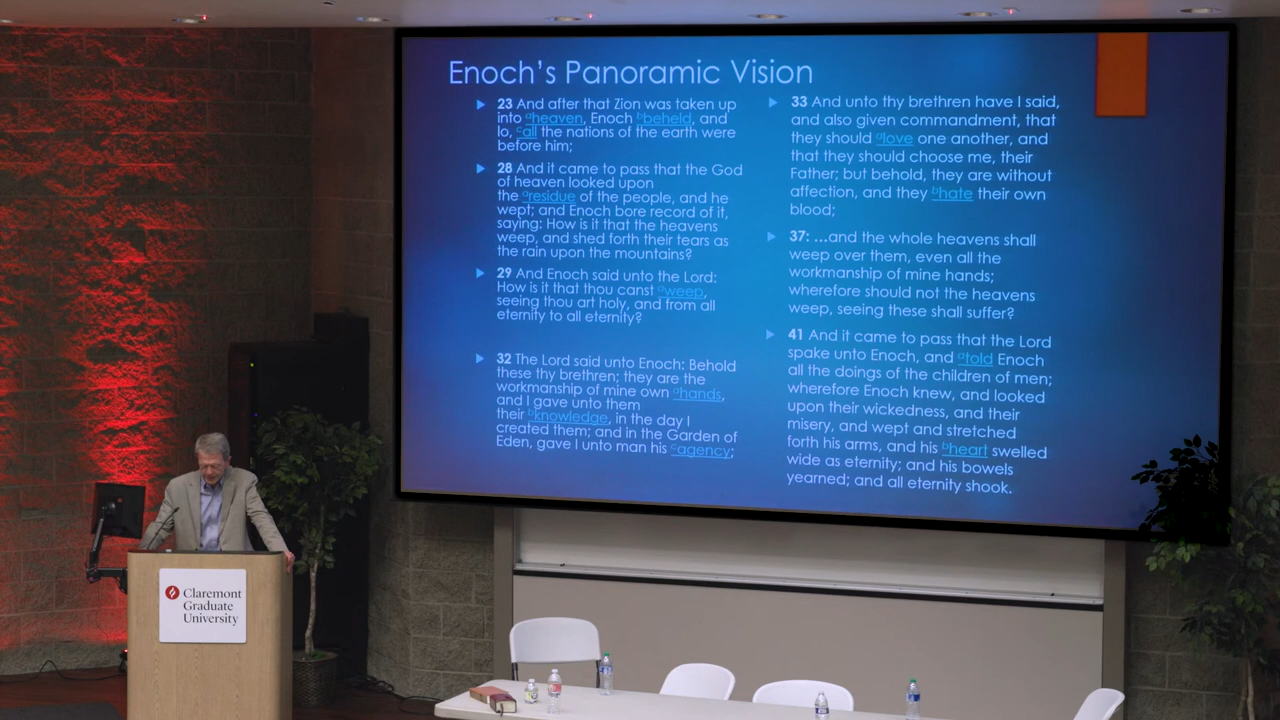 Enoch's Panoramic Vision
23 And after that Zion was taken up
into aheaven, Enoch bbeheld, and
lo, call the nations of the earth were
before him;
28 And it came to pass that the God
of heaven looked upon
the aresidue of the people, and he
wept; and Enoch bore record of it,
saying: How is it that the heavens
weep, and shed forth their tears as
the rain upon the mountains?
29 And Enoch said unto the Lord:
How is it that thou canst aweep,
seeing thou art holy, and from all
eternity to all eternity?
32 The Lord said unto Enoch: Behold
these thy brethren; they are the
workmanship of mine own ahands,
and I gave unto them
their bknowledge, in the day I
created them; and in the Garden of
Eden, gave I unto man his cagency;
33 And unto thy brethren have I said,
and also given commandment, that
they should alove one another, and
that they should choose me, their
Father; but behold, they are without
affection, and they bhate their own
blood;
37: ...and the whole heavens shall
weep over them, even all the
workmanship of mine hands;
wherefore should not the heavens
weep, seeing these shall suffer?
41 And it came to pass that the Lord
spake unto Enoch, and atold Enoch
all the doings of the children of men;
wherefore Enoch knew, and looked
upon their wickedness, and their
misery, and wept and stretched
forth his arms, and his bheart swelled
wide as eternity; and his bowels
yearned; and all eternity shook.
Claremont
Graduate
University